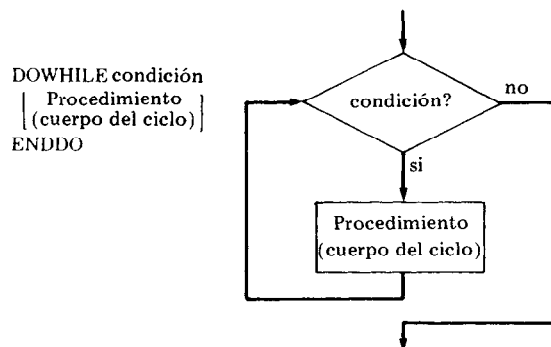 DOWHILE condición
Procedimiento
(cuerpo del ciclo)
ENDDO
condición?
no
si
Procedimiento
(cuerpo del ciclo)